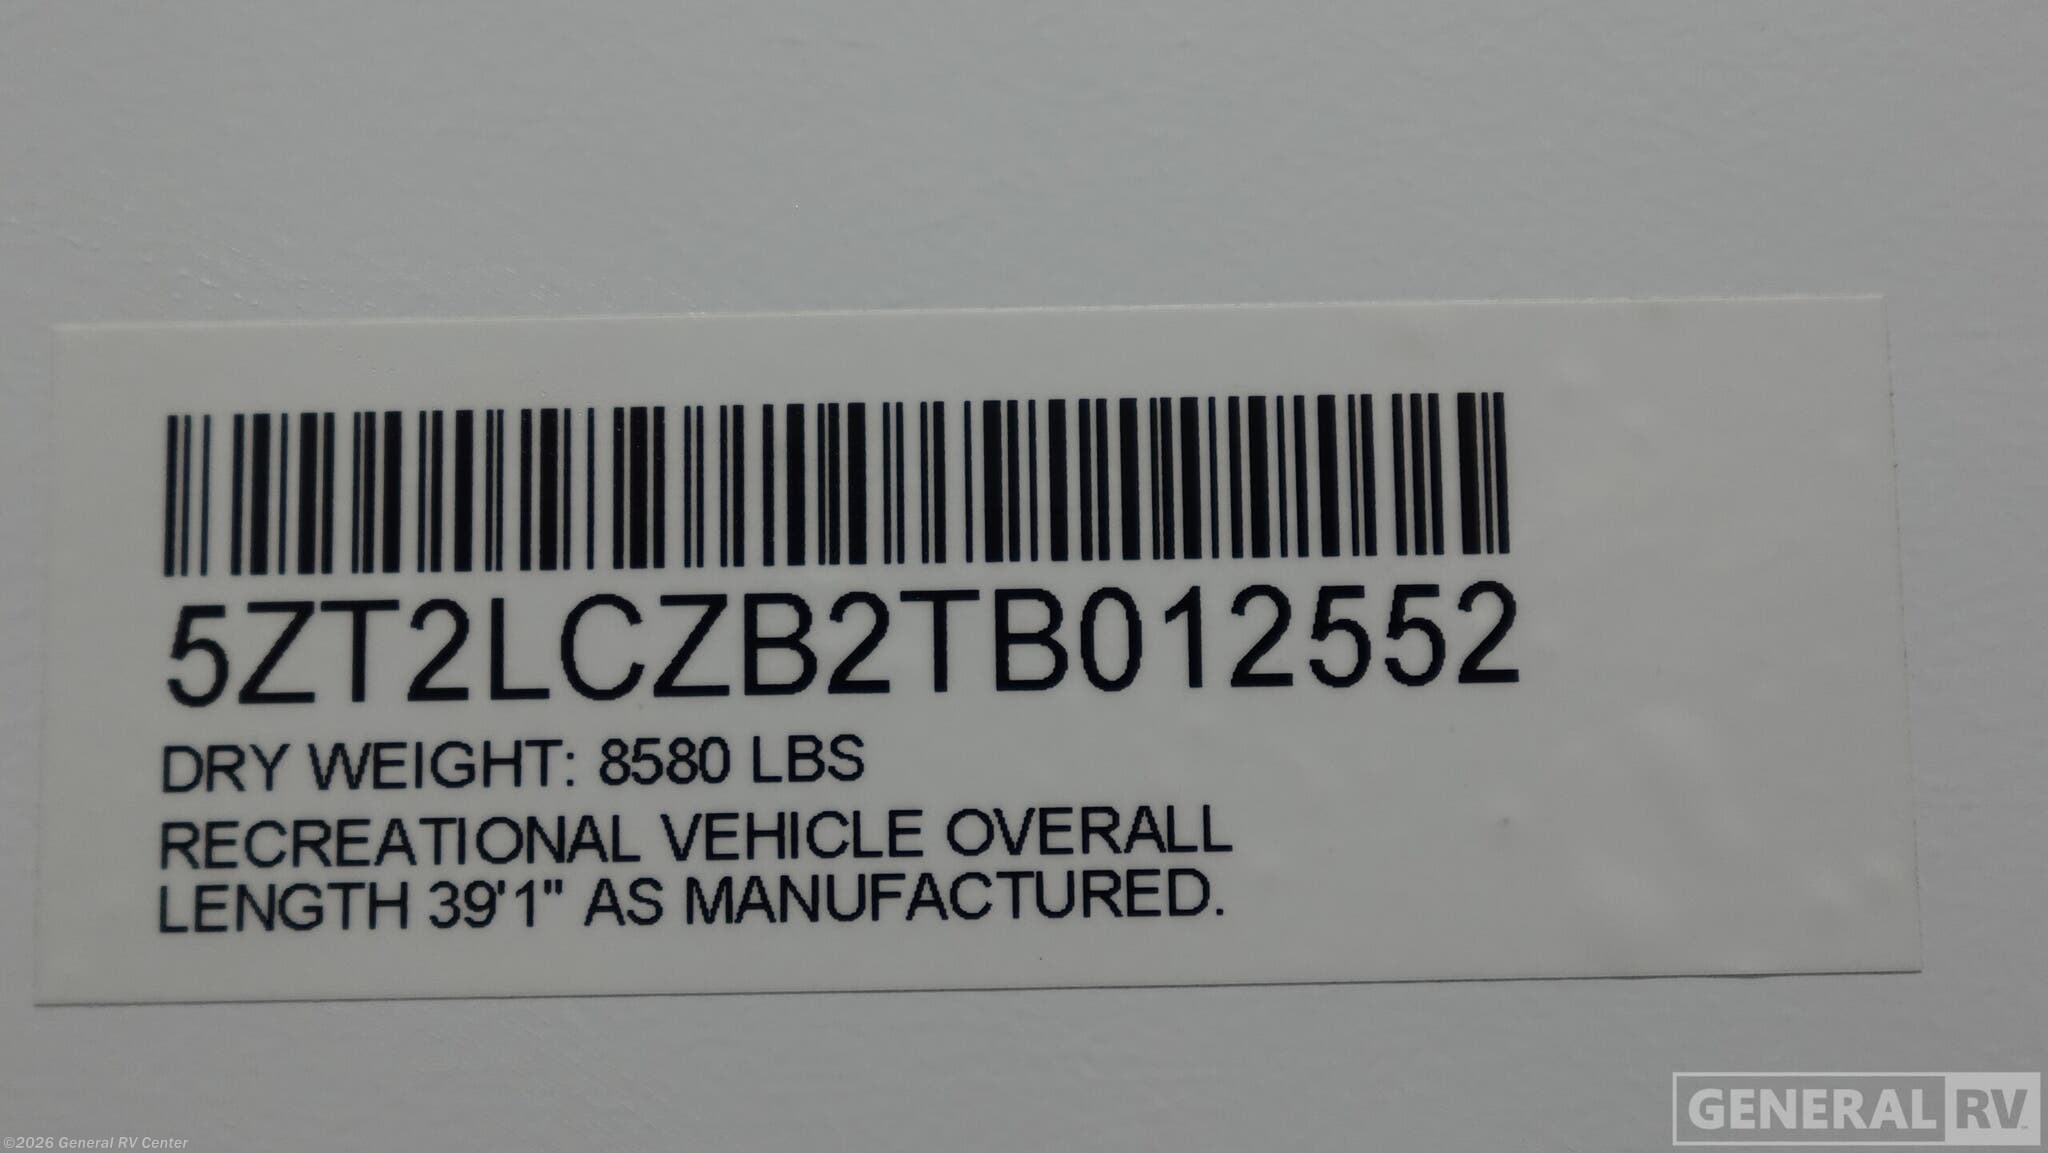 5ZT2LCZB2TB012552
DRY WEIGHT: 8580 LBS
RECREATIONAL VEHICLE OVERALL
LENGTH 39'1" AS MANUFACTURED.
GENERAL RV
©2026 General RV Center